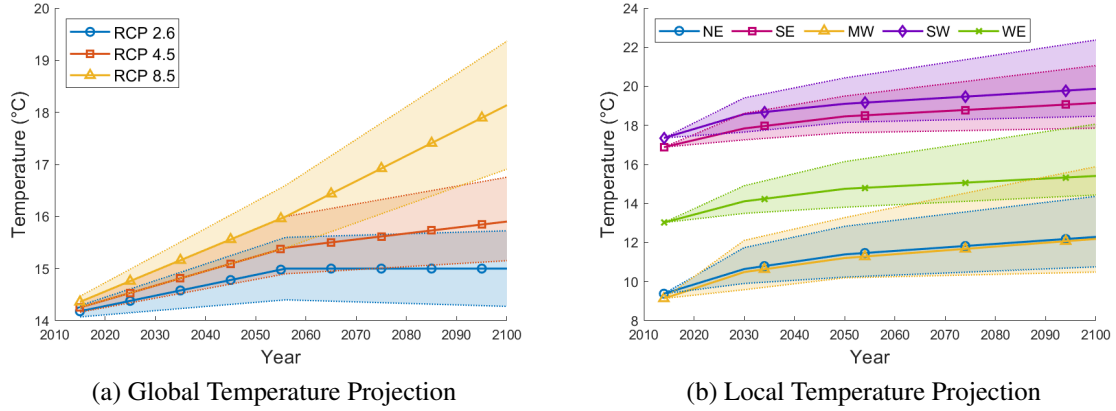 20
19
18
17
16
15
14
Temperature (°C)
RCP 2.6
RCP 4.5
RCP 8.5
2010 2020 2030 2040 2050 2060 2070 2080 2090 2100
Year
(a) Global Temperature Projection
24
22
20
18
16
14
12
10
8
Temperature (°C)
NE SE MW SW WE
2010 2020 2030 2040 2050 2060 2070 2080 2090 2100
Year
(b) Local Temperature Projection